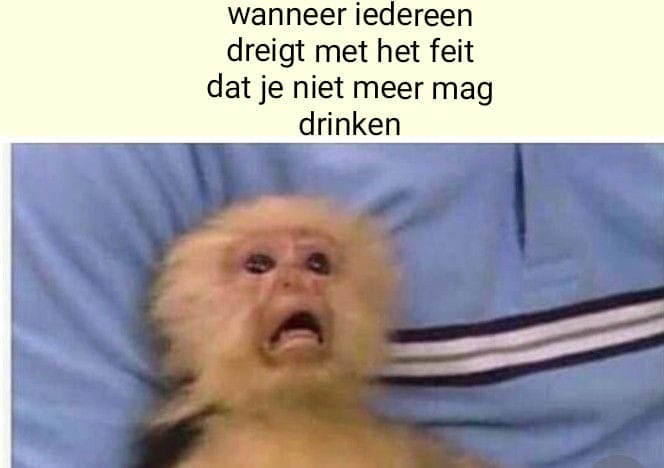 wanneer iedereen
dreigt met het feit
dat je niet meer mag
drinken